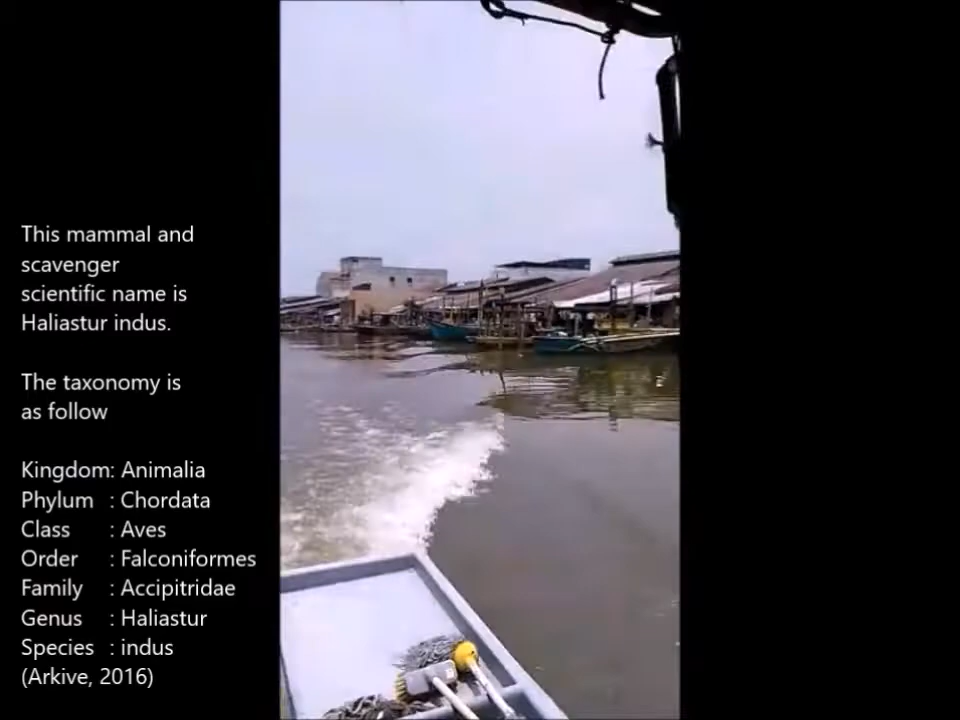 This mammal and
scavenger
scientific name is
Haliastur indus.
The taxonomy is
as follow
Kingdom: Animalia
Phylum : Chordata
Class : Aves
Order : Falconiformes
Family : Accipitridae
Genus : Haliastur
Species : indus
(Arkive, 2016)